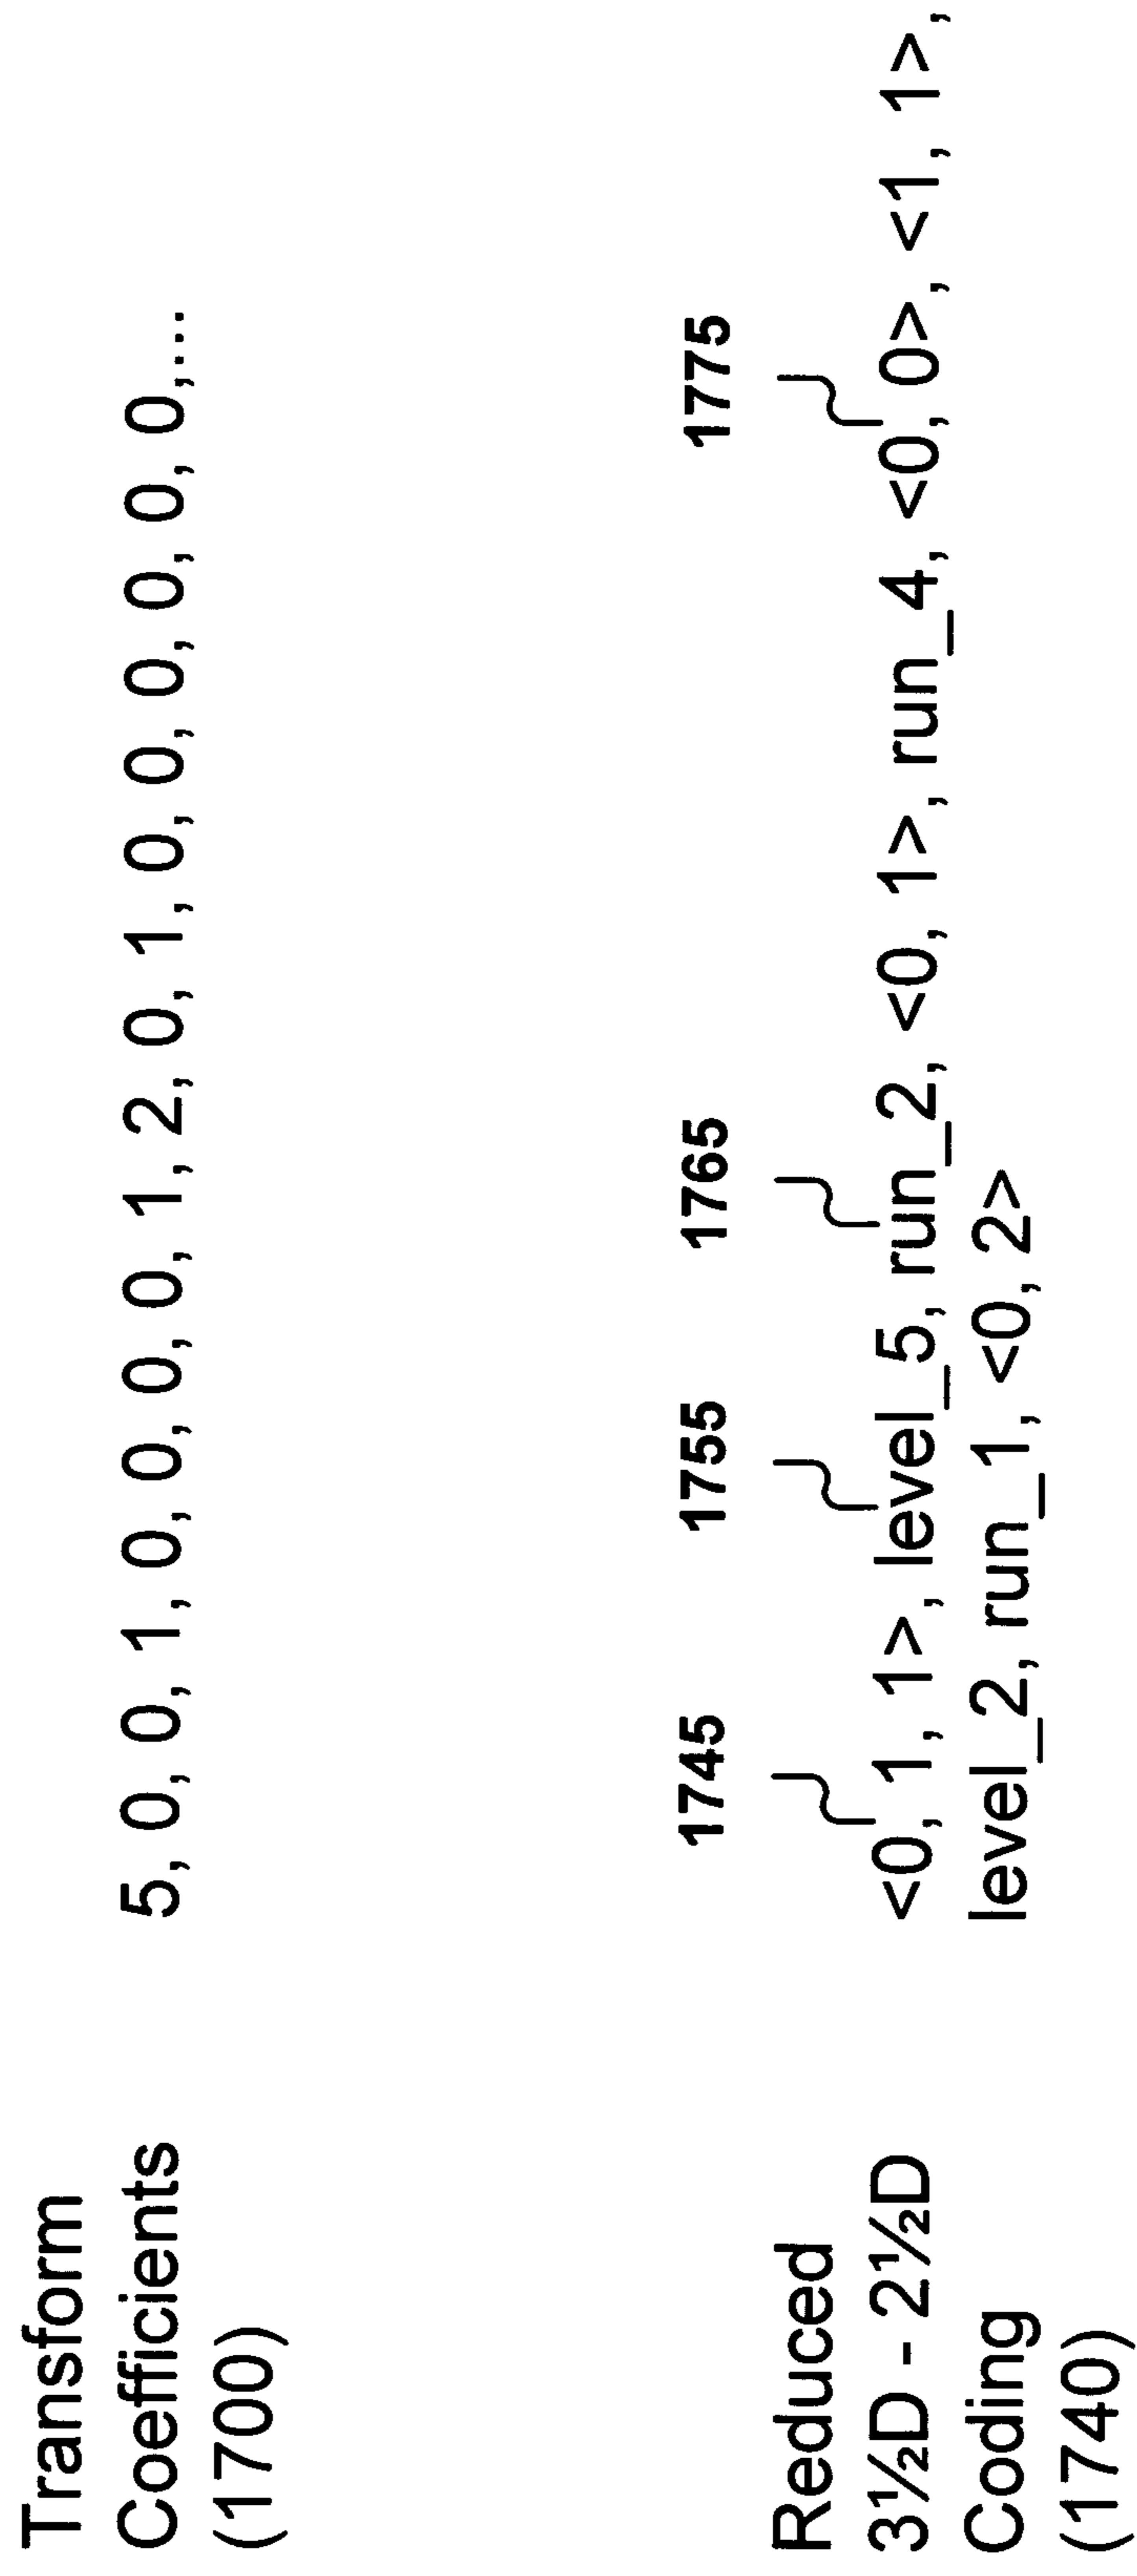 Transform
Coefficients
(1700)
5, 0, 0, 1, 0, 0, 0, 0, 1, 2, 0, 1, 0, 0, 0, 0, 0, 0,...
Reduced
3½D - 2½D
Coding
(1740)
1745 1755 1765 1775
<0, 1, 1>, level_5, run_2, <0, 1>, run_4, <0, 0>, <1, 1>,
level_2, run_1, <0, 2>